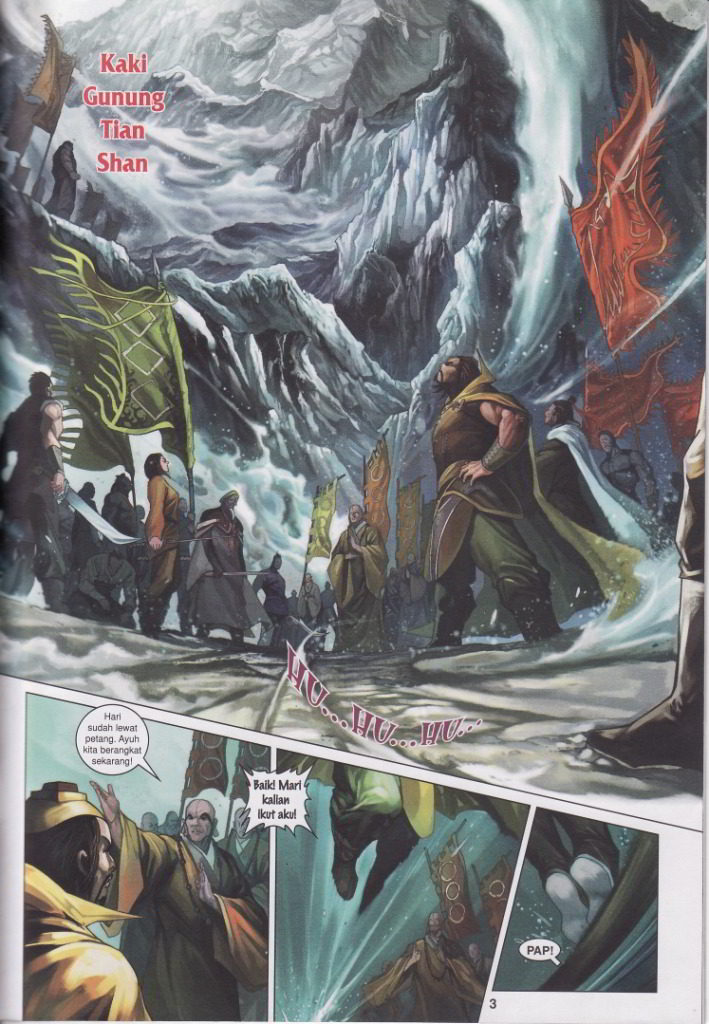 Kaki
Gunung
Tian
Shan
HU...HU...HU...
Hari
sudah lewat
petang. Ayuh
kita berangkat
sekarang!
Baik! Mari
kalian
Ikut aku!
PAP!
3